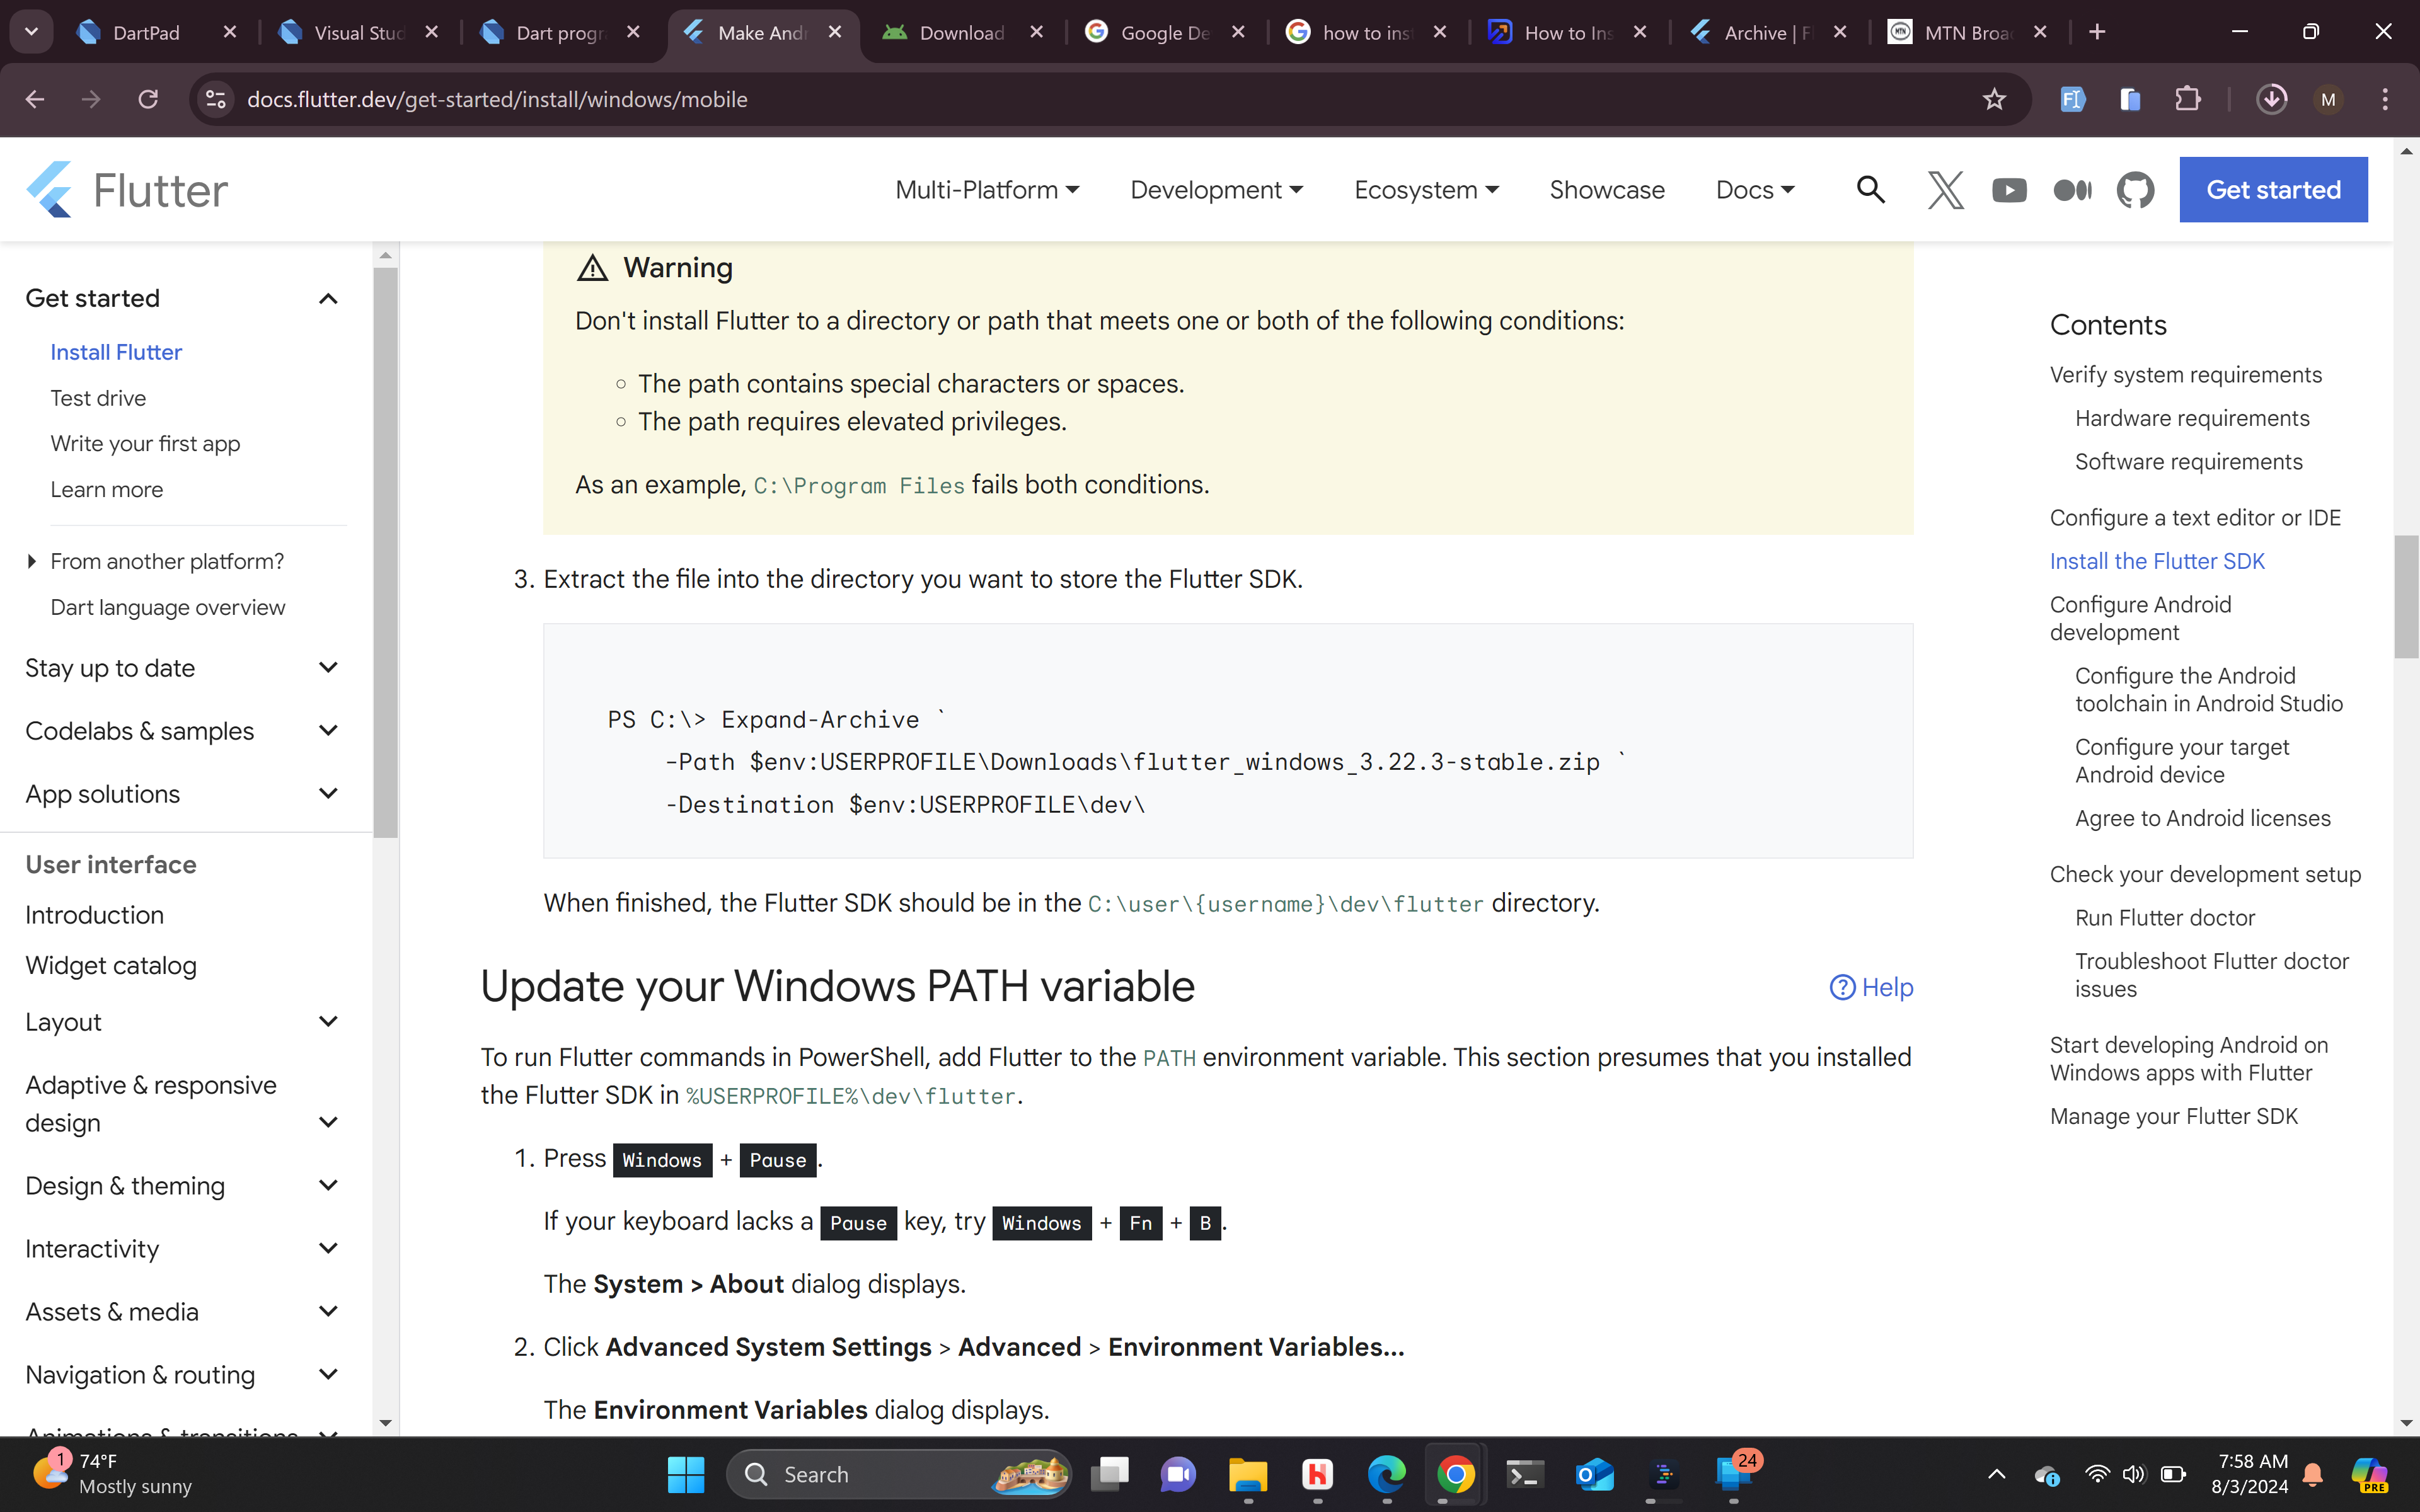 DartPad
Visual Stud
Dart progr
Make Andr
Download
Google De
how to inst
How to Ins
Archive | Fl
MTN Broa
docs.flutter.dev/get-started/install/windows/mobile
M
Flutter
Multi-Platform
Development
Ecosystem
Showcase
Docs
Get started
Get started
Install Flutter
Test drive
Write your first app
Learn more
From another platform?
Dart language overview
Stay up to date
Codelabs & samples
App solutions
User interface
Introduction
Widget catalog
Layout
Adaptive & responsive
design
Design & theming
Interactivity
Assets & media
Navigation & routing
Animations & transitions
Warning
Don't install Flutter to a directory or path that meets one or both of the following conditions:
The path contains special characters or spaces.
The path requires elevated privileges.
As an example, C:\Program Files fails both conditions.
3. Extract the file into the directory you want to store the Flutter SDK.
PS C:\> Expand-Archive `
-Path $env:USERPROFILE\Downloads\flutter_windows_3.22.3-stable.zip `
-Destination $env:USERPROFILE\dev\
When finished, the Flutter SDK should be in the C:\user\{username}\dev\flutter directory.
Update your Windows PATH variable
Help
To run Flutter commands in PowerShell, add Flutter to the PATH environment variable. This section presumes that you installed
the Flutter SDK in %USERPROFILE%\dev\flutter.
1. Press Windows + Pause.
If your keyboard lacks a Pause key, try Windows + Fn + B.
The System > About dialog displays.
2. Click Advanced System Settings > Advanced > Environment Variables...
The Environment Variables dialog displays.
Contents
Verify system requirements
Hardware requirements
Software requirements
Configure a text editor or IDE
Install the Flutter SDK
Configure Android
development
Configure the Android
toolchain in Android Studio
Configure your target
Android device
Agree to Android licenses
Check your development setup
Run Flutter doctor
Troubleshoot Flutter doctor
issues
Start developing Android on
Windows apps with Flutter
Manage your Flutter SDK
1
74°F
Mostly sunny
Search
24
7:58 AM
8/3/2024
PRE